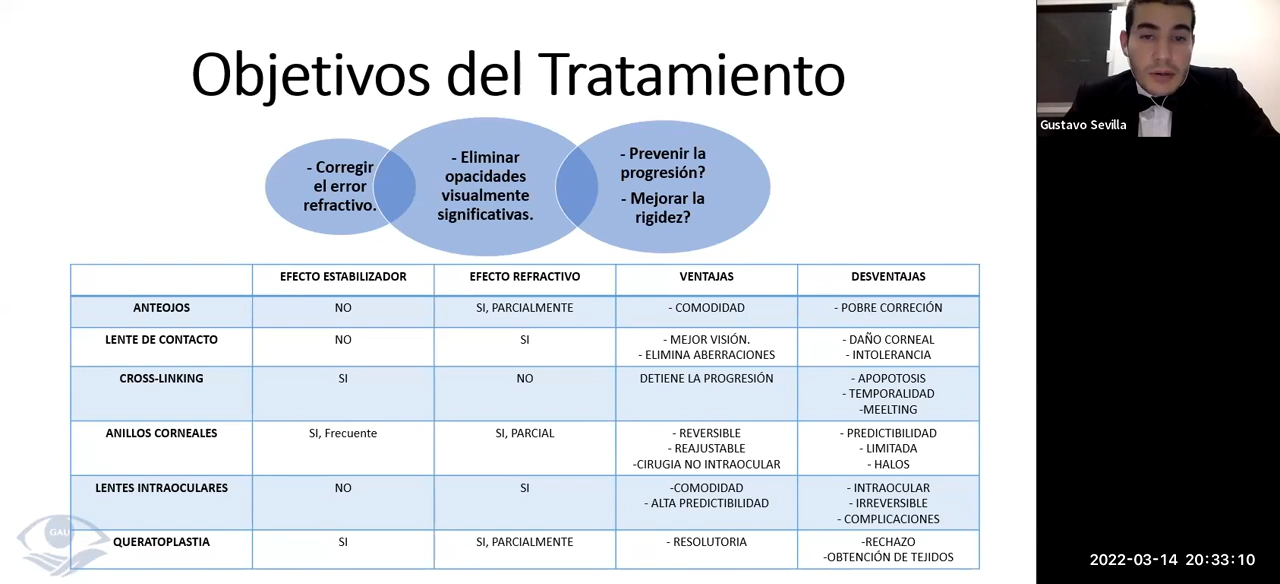 Objetivos del Tratamiento
- Corregir
el error
refractivo.
- Eliminar
opacidades
visualmente
significativas.
- Prevenir la
progresión?
- Mejorar la
rigidez?
EFECTO ESTABILIZADOR EFECTO REFRACTIVO VENTAJAS DESVENTAJAS
ANTEOJOS NO SI, PARCIALMENTE - COMODIDAD - POBRE CORRECIÓN
LENTE DE CONTACTO NO SI - MEJOR VISIÓN. - DAÑO CORNEAL
- ELIMINA ABERRACIONES - INTOLERANCIA
CROSS-LINKING SI NO DETIENE LA PROGRESIÓN - APOPOTOSIS
- TEMPORALIDAD
-MEELTING
ANILLOS CORNEALES SI, Frecuente SI, PARCIAL - REVERSIBLE - PREDICTIBILIDAD
- REAJUSTABLE - LIMITADA
-CIRUGIA NO INTRAOCULAR - HALOS
LENTES INTRAOCULARES NO SI -COMODIDAD - INTRAOCULAR
- ALTA PREDICTIBILIDAD - IRREVERSIBLE
- COMPLICACIONES
QUERATOPLASTIA SI SI, PARCIALMENTE - RESOLUTORIA -RECHAZO
-OBTENCIÓN DE TEJIDOS
GAU
Gustavo Sevilla
2022-03-14 20:33:10